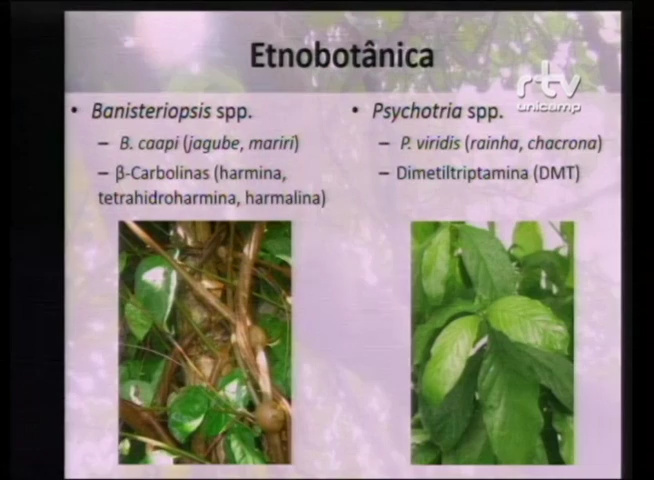 Etnobotânica
rtv
unicamp
• Banisteriopsis spp.
– B. caapi (jagube, mariri)
– β-Carbolinas (harmina,
tetrahidroharmina, harmalina)
• Psychotria spp.
– P. viridis (rainha, chacrona)
– Dimetiltriptamina (DMT)